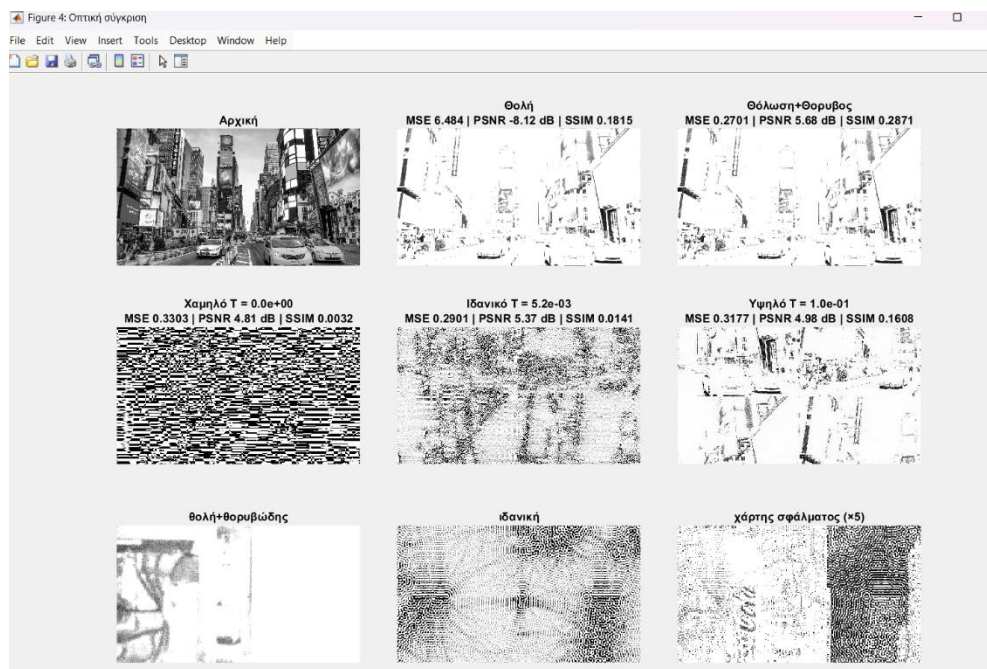 Figure 4: Οπτική σύγκριση
File Edit View Insert Tools Desktop Window Help
Αρχική
Θολή
MSE 6.484 | PSNR -8.12 dB | SSIM 0.1815
Θόλωση+Θορυβος
MSE 0.2701 | PSNR 5.68 dB | SSIM 0.2871
Χαμηλό T = 0.0e+00
MSE 0.3303 | PSNR 4.81 dB | SSIM 0.0032
Ιδανικό T = 5.2e-03
MSE 0.2901 | PSNR 5.37 dB | SSIM 0.0141
Υψηλό T = 1.0e-01
MSE 0.3177 | PSNR 4.98 dB | SSIM 0.1608
θολή+θορυβώδης
ιδανική
χάρτης σφάλματος (×5)